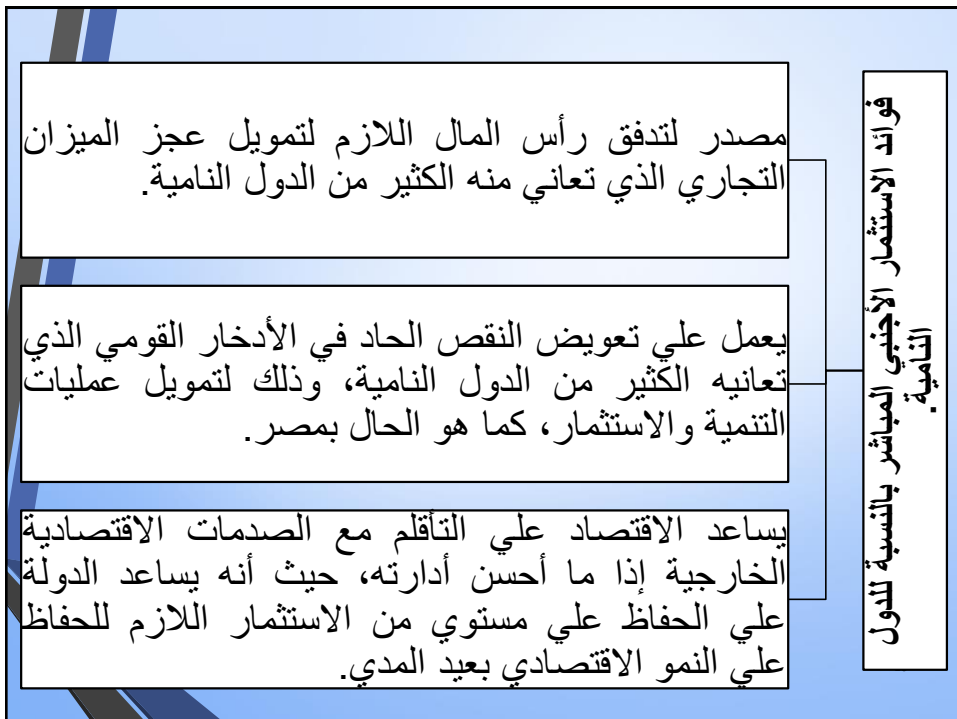 فوائد الاستثمار الأجنبي المباشر بالنسبة للدول
النامية.
مصدر لتدفق رأس المال اللازم لتمويل عجز الميزان
التجاري الذي تعاني منه الكثير من الدول النامية.
يعمل علي تعويض النقص الحاد في الأدخار القومي الذي
تعانيه الكثير من الدول النامية، وذلك لتمويل عمليات
التنمية والاستثمار، كما هو الحال بمصر.
يساعد الاقتصاد علي التأقلم مع الصدمات الاقتصادية
الخارجية إذا ما أحسن أدارته، حيث أنه يساعد الدولة
علي الحفاظ علي مستوي من الاستثمار اللازم للحفاظ
علي النمو الاقتصادي بعيد المدي.